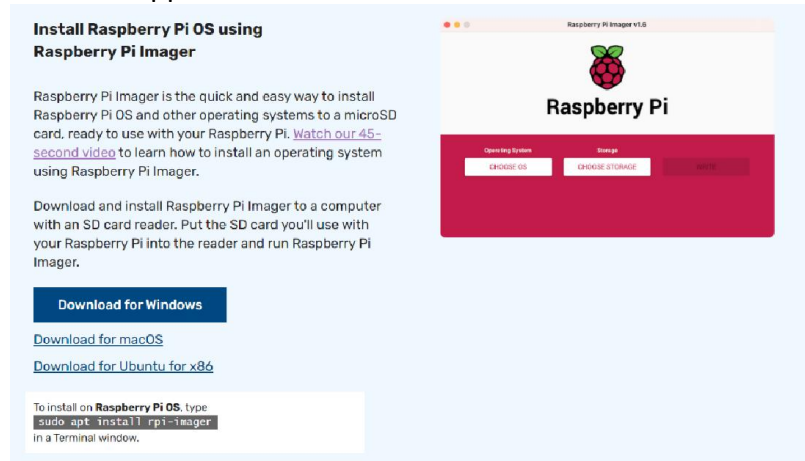 Install Raspberry Pi OS using
Raspberry Pi Imager
Raspberry Pi Imager is the quick and easy way to install
Raspberry Pi OS and other operating systems to a microSD
card, ready to use with your Raspberry Pi. Watch our 45-
second video to learn how to install an operating system
using Raspberry Pi Imager.
Download and install Raspberry Pi Imager to a computer
with an SD card reader. Put the SD card you'll use with
your Raspberry Pi into the reader and run Raspberry Pi
Imager.
Download for Windows
Download for macOS
Download for Ubuntu for x86
To install on Raspberry Pi OS, type
sudo apt install rpi-imager
in a Terminal window.
Raspberry Pi Imager v1.6
Raspberry Pi
Operating System Storage
CHOOSE OS CHOOSE STORAGE WRITE